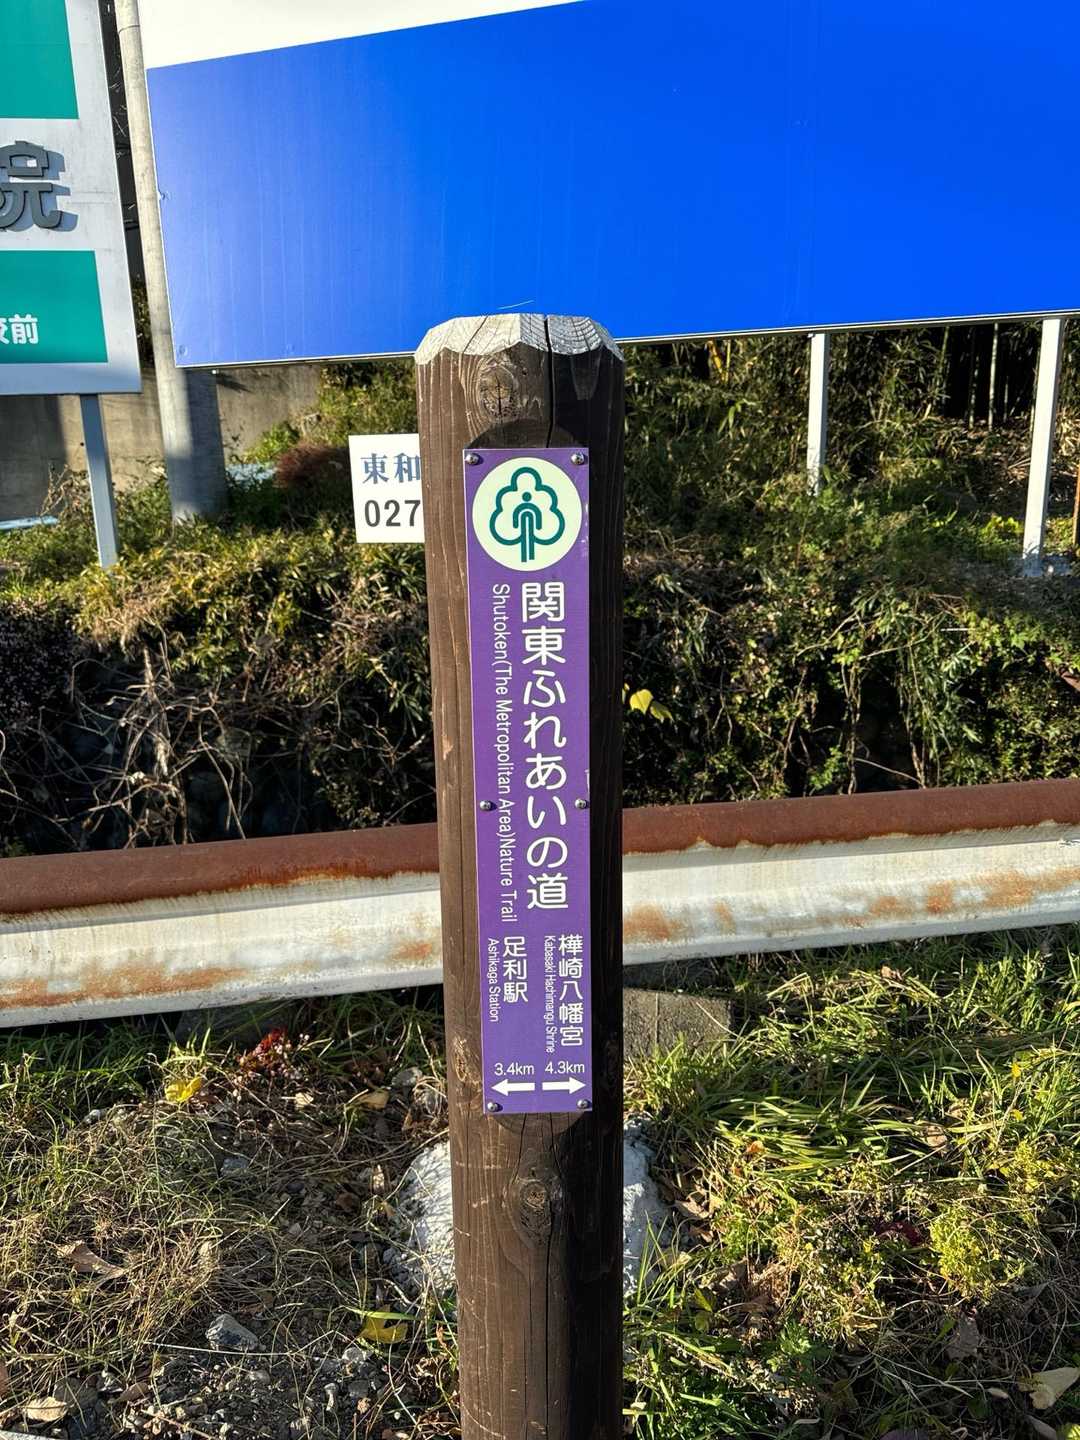 院
前
東和
027
関東ふれあいの道
Shutoken(The Metropolitan Area)Nature Trail
樺崎八幡宮
Kabasaki Hachimangu Shrine
足利駅
Ashikaga Station
3.4km 4.3km